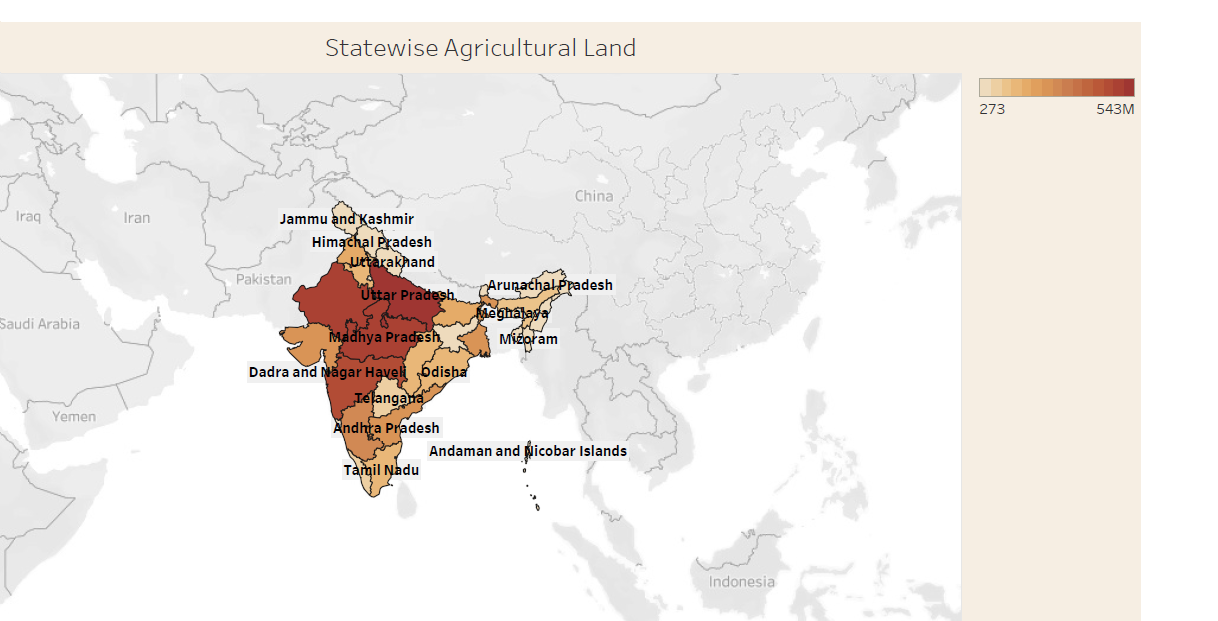 Statewise Agricultural Land
273 543M
China
Iraq
Iran
Jammu and Kashmir
Himachal Pradesh
Uttarakhand
Pakistan
Arunachal Pradesh
Uttar Pradesh
Meghalaya
Saudi Arabia
Madhya Pradesh
Mizoram
Dadra and Nagar Haveli
Odisha
Telangana
Yemen
Andhra Pradesh
Andaman and Nicobar Islands
Tamil Nadu
Indonesia